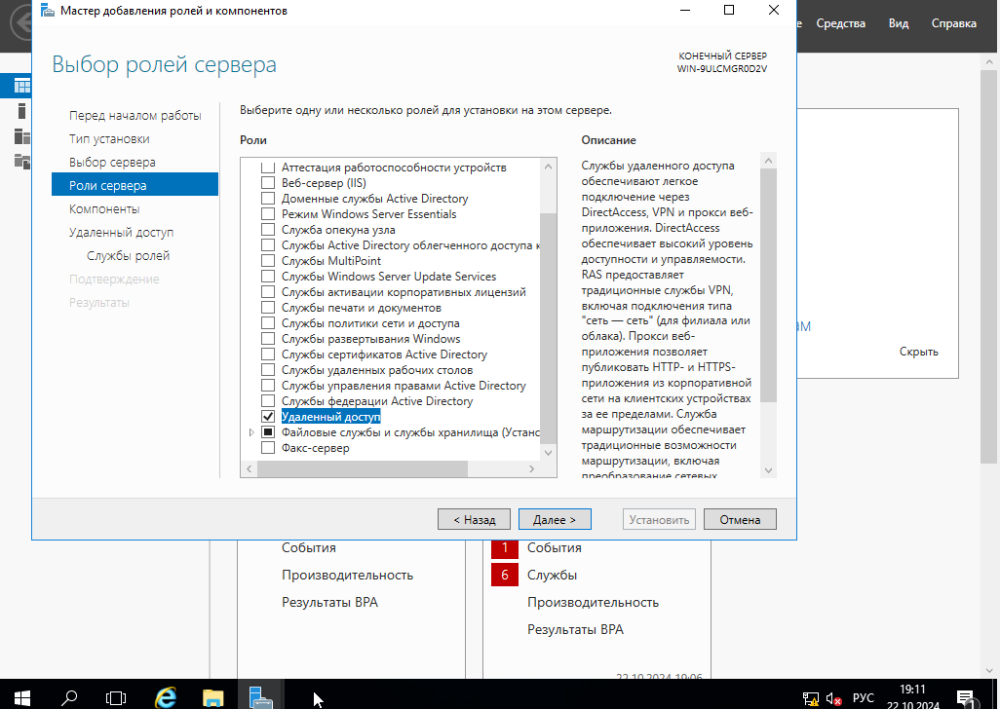 Мастер добавления ролей и компонентов
Средства
Вид
Справка
Выбор ролей сервера
КОНЕЧНЫЙ СЕРВЕР
WIN-9ULCMGR0D2V
Перед началом работы
Тип установки
Выбор сервера
Роли сервера
Компоненты
Удаленный доступ
Службы ролей
Подтверждение
Результаты
Выберите одну или несколько ролей для установки на этом сервере.
Роли
Аттестация работоспособности устройств
Веб-сервер (IIS)
Доменные службы Active Directory
Режим Windows Server Essentials
Служба опекуна узла
Службы Active Directory облегченного доступа к
Службы MultiPoint
Службы Windows Server Update Services
Службы активации корпоративных лицензий
Службы печати и документов
Службы политики сети и доступа
Службы развертывания Windows
Службы сертификатов Active Directory
Службы удаленных рабочих столов
Службы управления правами Active Directory
Службы федерации Active Directory
Удаленный доступ
Файловые службы и службы хранилища (Устано
Факс-сервер
Описание
Службы удаленного доступа
обеспечивают легкое
подключение через
DirectAccess, VPN и прокси веб-
приложения. DirectAccess
обеспечивает высокий уровень
доступности и управляемости.
RAS предоставляет
традиционные службы VPN,
включая подключения типа
"сеть — сеть" (для филиала или
облака). Прокси веб-
приложения позволяет
публиковать HTTP- и HTTPS-
приложения из корпоративной
сети на клиентских устройствах
за ее пределами. Служба
маршрутизации обеспечивает
традиционные возможности
маршрутизации, включая
преобразование сетевых
< Назад
Далее >
Установить
Отмена
Скрыть
События
Производительность
Результаты BPA
1 События
6 Службы
Производительность
Результаты BPA
22.10.2024 19:06
РУС
19:11
22.10.2024
1